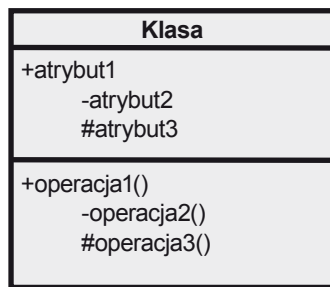 Klasa
+atrybut1
-atrybut2
#atrybut3
+operacja1()
-operacja2()
#operacja3()